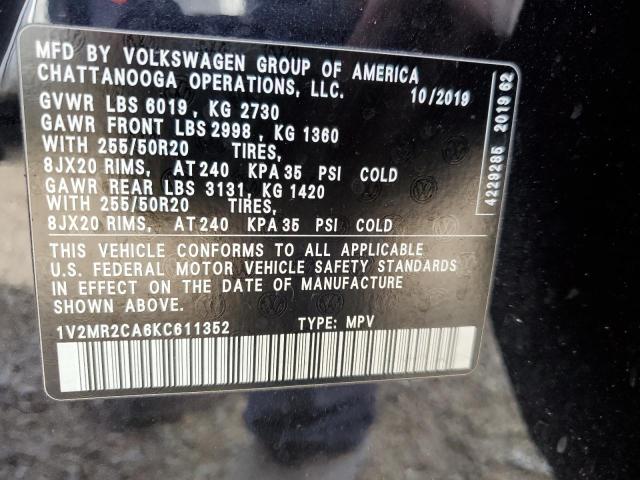 MFD BY VOLKSWAGEN GROUP OF AMERICA
CHATTANOOGA OPERATIONS, LLC. 10/2019
GVWR LBS 6019, KG 2730
GAWR FRONT LBS 2998, KG 1360
WITH 255/50R20 TIRES,
8JX20 RIMS, AT 240 KPA 35 PSI COLD
GAWR REAR LBS 3131, KG 1420
WITH 255/50R20 TIRES,
8JX20 RIMS, AT 240 KPA 35 PSI COLD
THIS VEHICLE CONFORMS TO ALL APPLICABLE
U.S. FEDERAL MOTOR VEHICLE SAFETY STANDARDS
IN EFFECT ON THE DATE OF MANUFACTURE
SHOWN ABOVE.
1V2MR2CA6KC611352 TYPE: MPV
4229285 2019 62